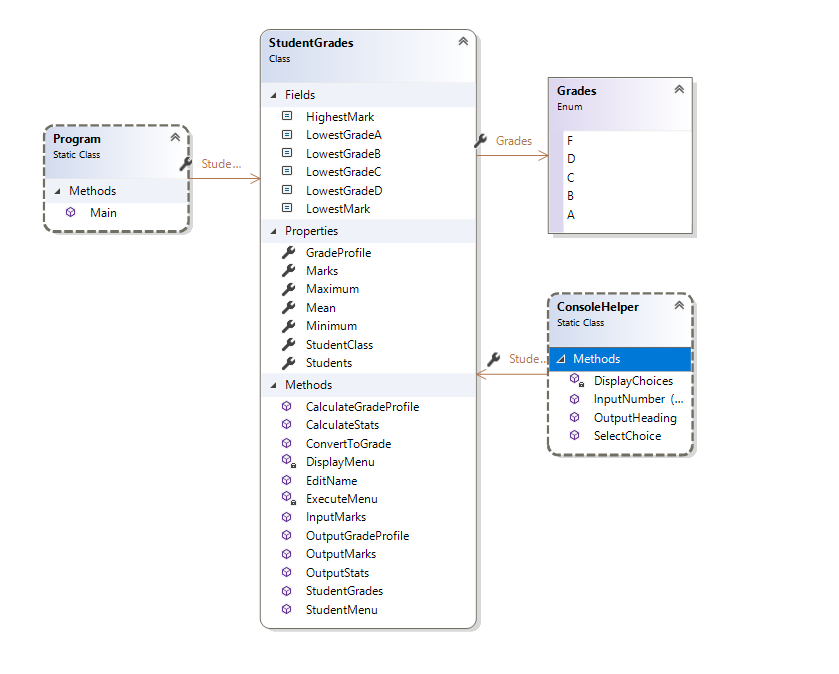 Program
Static Class
Methods
Main
Stude...
StudentGrades
Class
Fields
HighestMark
LowestGradeA
LowestGradeB
LowestGradeC
LowestGradeD
LowestMark
Properties
GradeProfile
Marks
Maximum
Mean
Minimum
StudentClass
Students
Methods
CalculateGradeProfile
CalculateStats
ConvertToGrade
DisplayMenu
EditName
ExecuteMenu
InputMarks
OutputGradeProfile
OutputMarks
OutputStats
StudentGrades
StudentMenu
Grades
Grades
Enum
F
D
C
B
A
Stude...
ConsoleHelper
Static Class
Methods
DisplayChoices
InputNumber (...
OutputHeading
SelectChoice